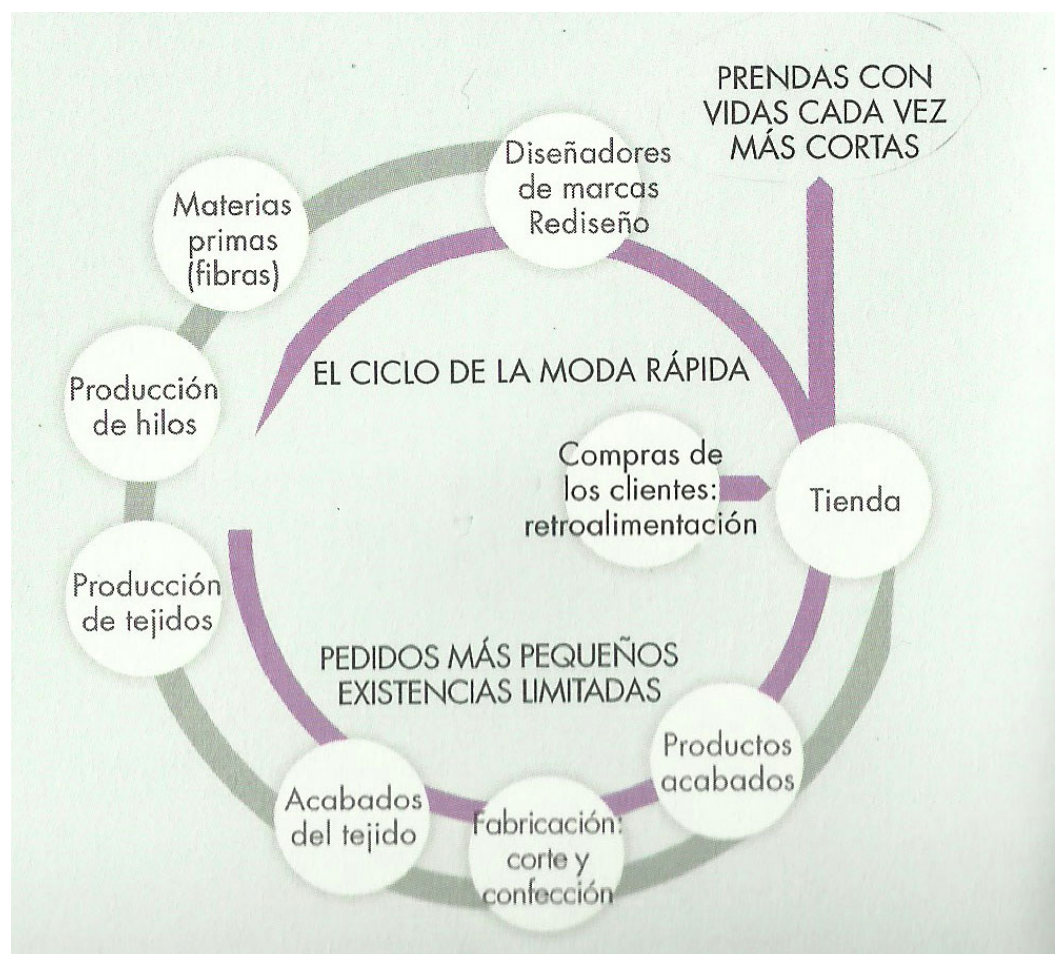 PRENDAS CON
VIDAS CADA VEZ
MÁS CORTAS
Diseñadores
de marcas
Rediseño
Materias
primas
(fibras)
EL CICLO DE LA MODA RÁPIDA
Producción
de hilos
Compras de
los clientes:
retroalimentación
Tienda
Producción
de tejidos
PEDIDOS MÁS PEQUEÑOS
EXISTENCIAS LIMITADAS
Productos
acabados
Acabados
del tejido
Fabricación:
corte y
confección